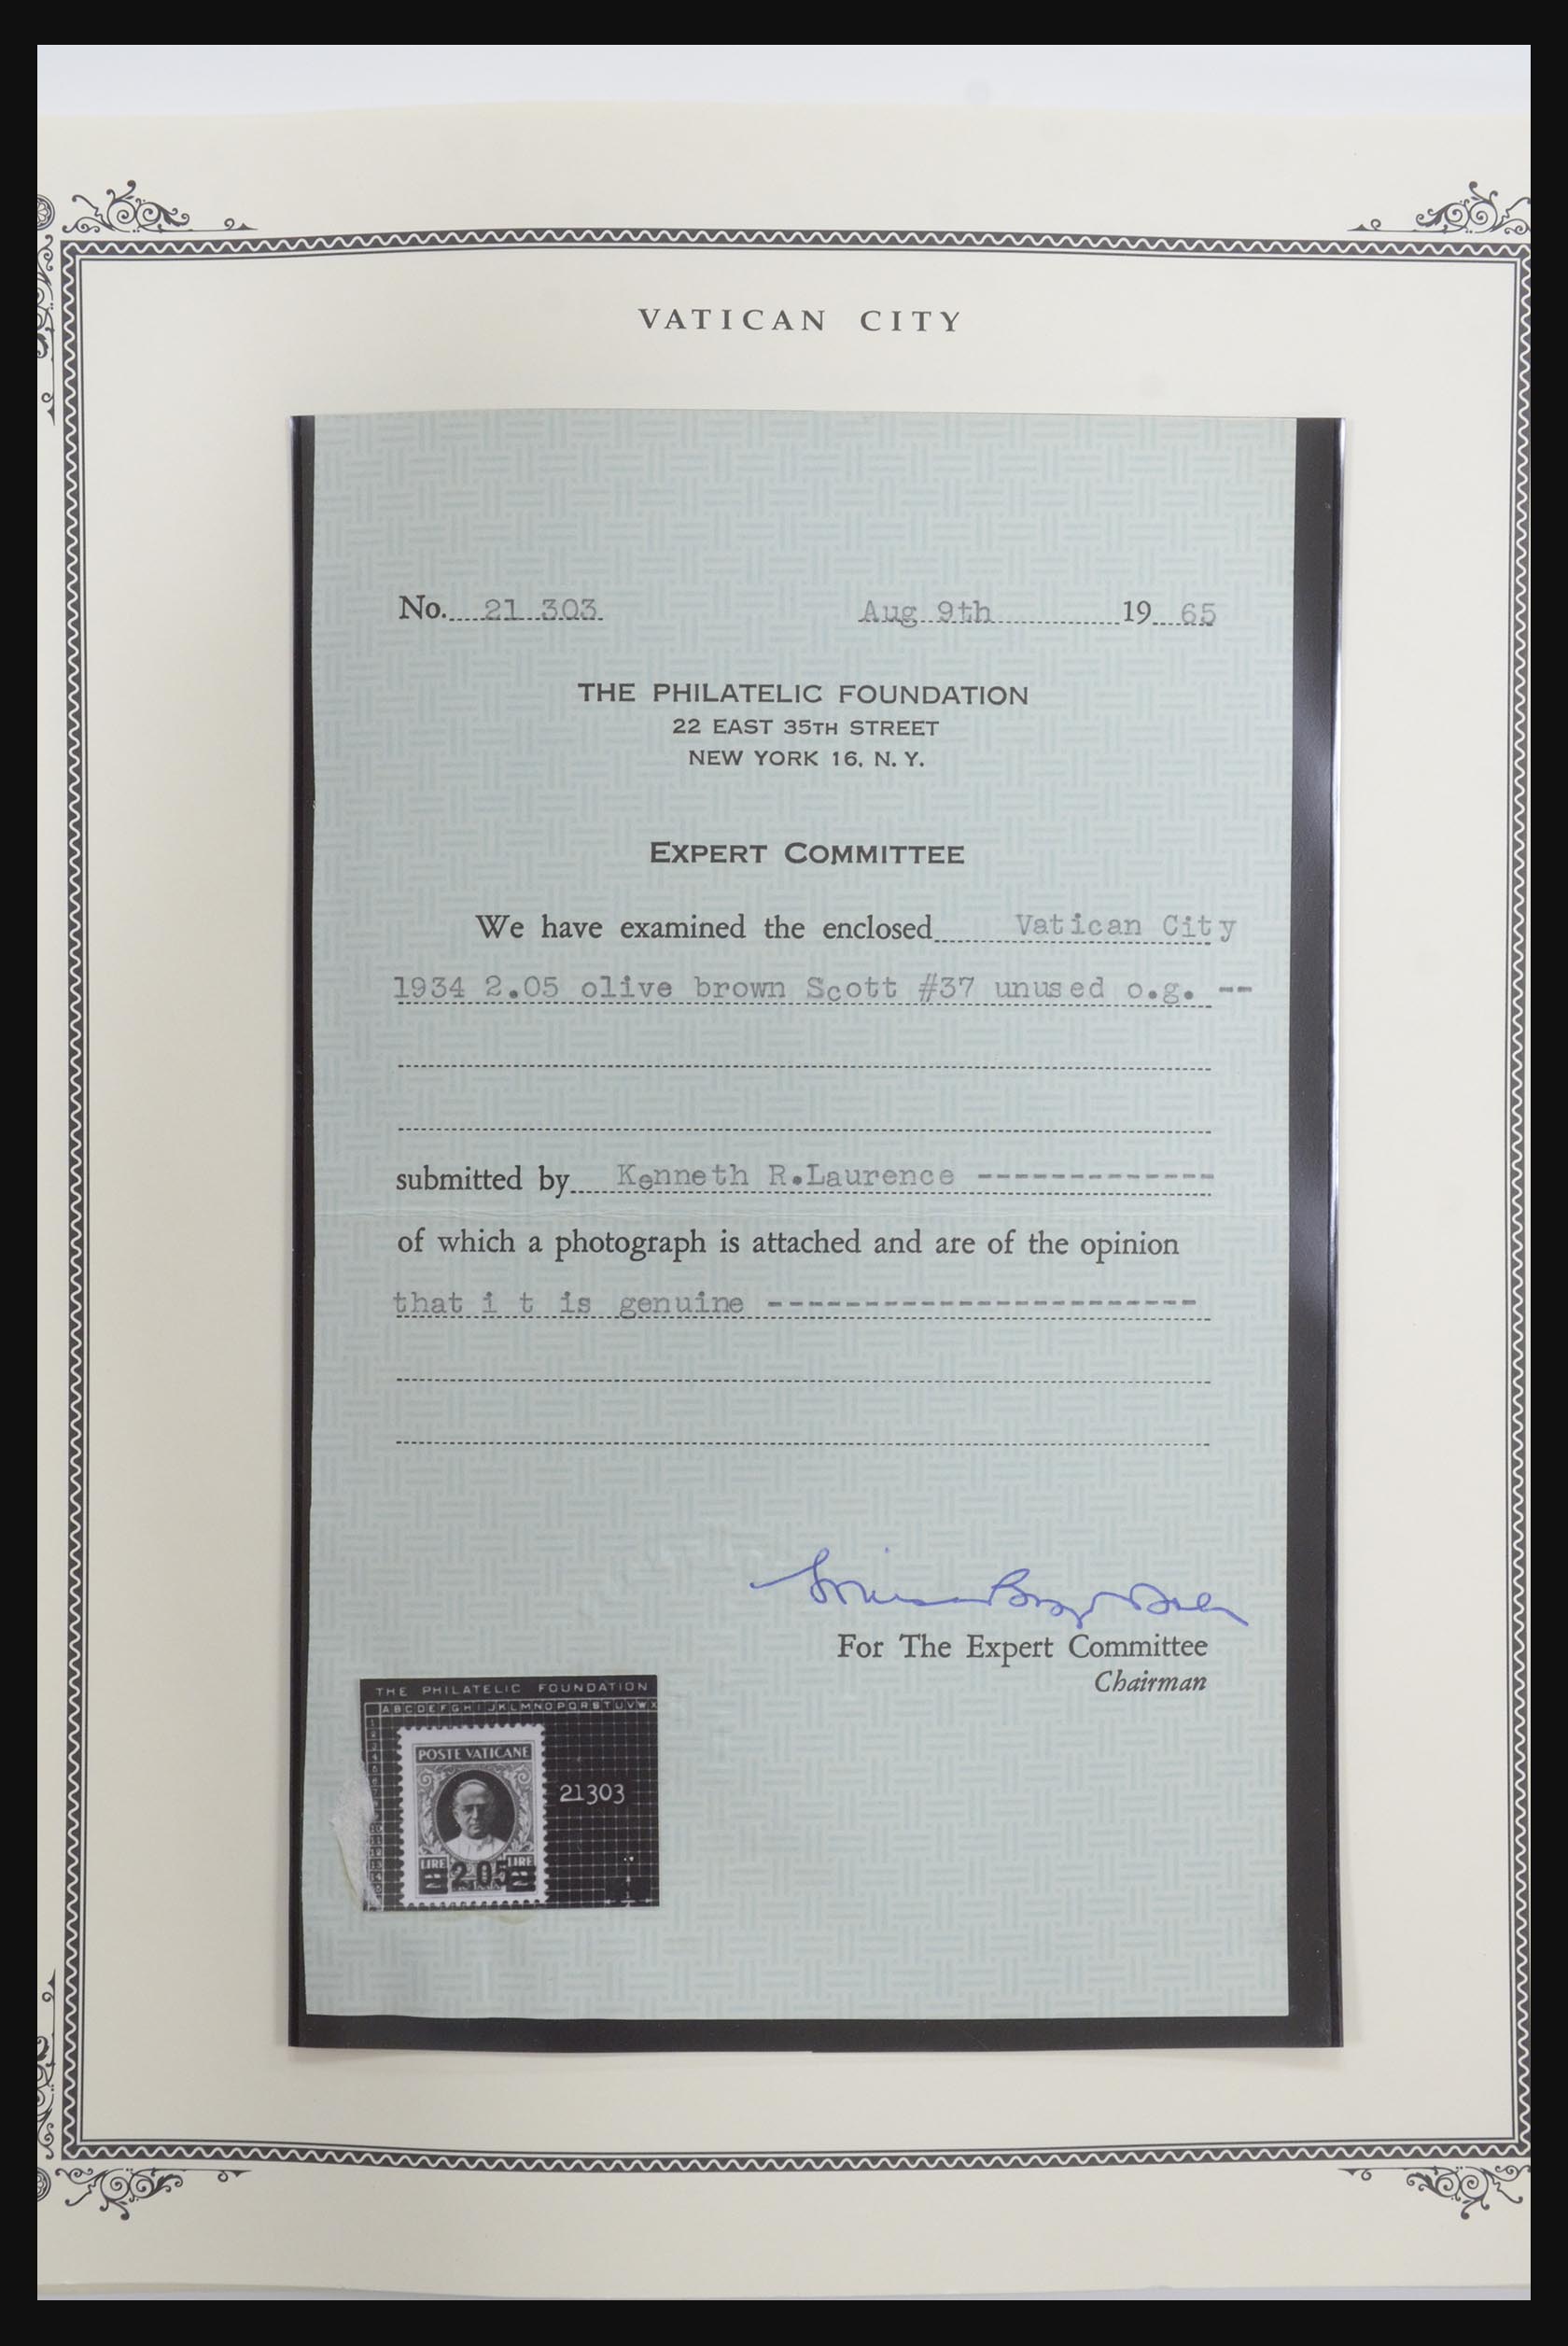 VATICAN CITY
No. 21 303 Aug 9th 19 65
THE PHILATELIC FOUNDATION
22 EAST 35TH STREET
NEW YORK 16, N. Y.
EXPERT COMMITTEE
We have examined the enclosed Vatican City
1934 2.05 olive brown Scott #37 unused o.g. --
submitted by Kenneth R.Laurence -------------
of which a photograph is attached and are of the opinion
that i t is genuine ----------------------
For The Expert Committee
Chairman
THE PHILATELIC FOUNDATION
ABCDEFGHIJKLMNOPQRSTUVWX
POSTE VATICANE
21303
LIRE 2.05 LIRE